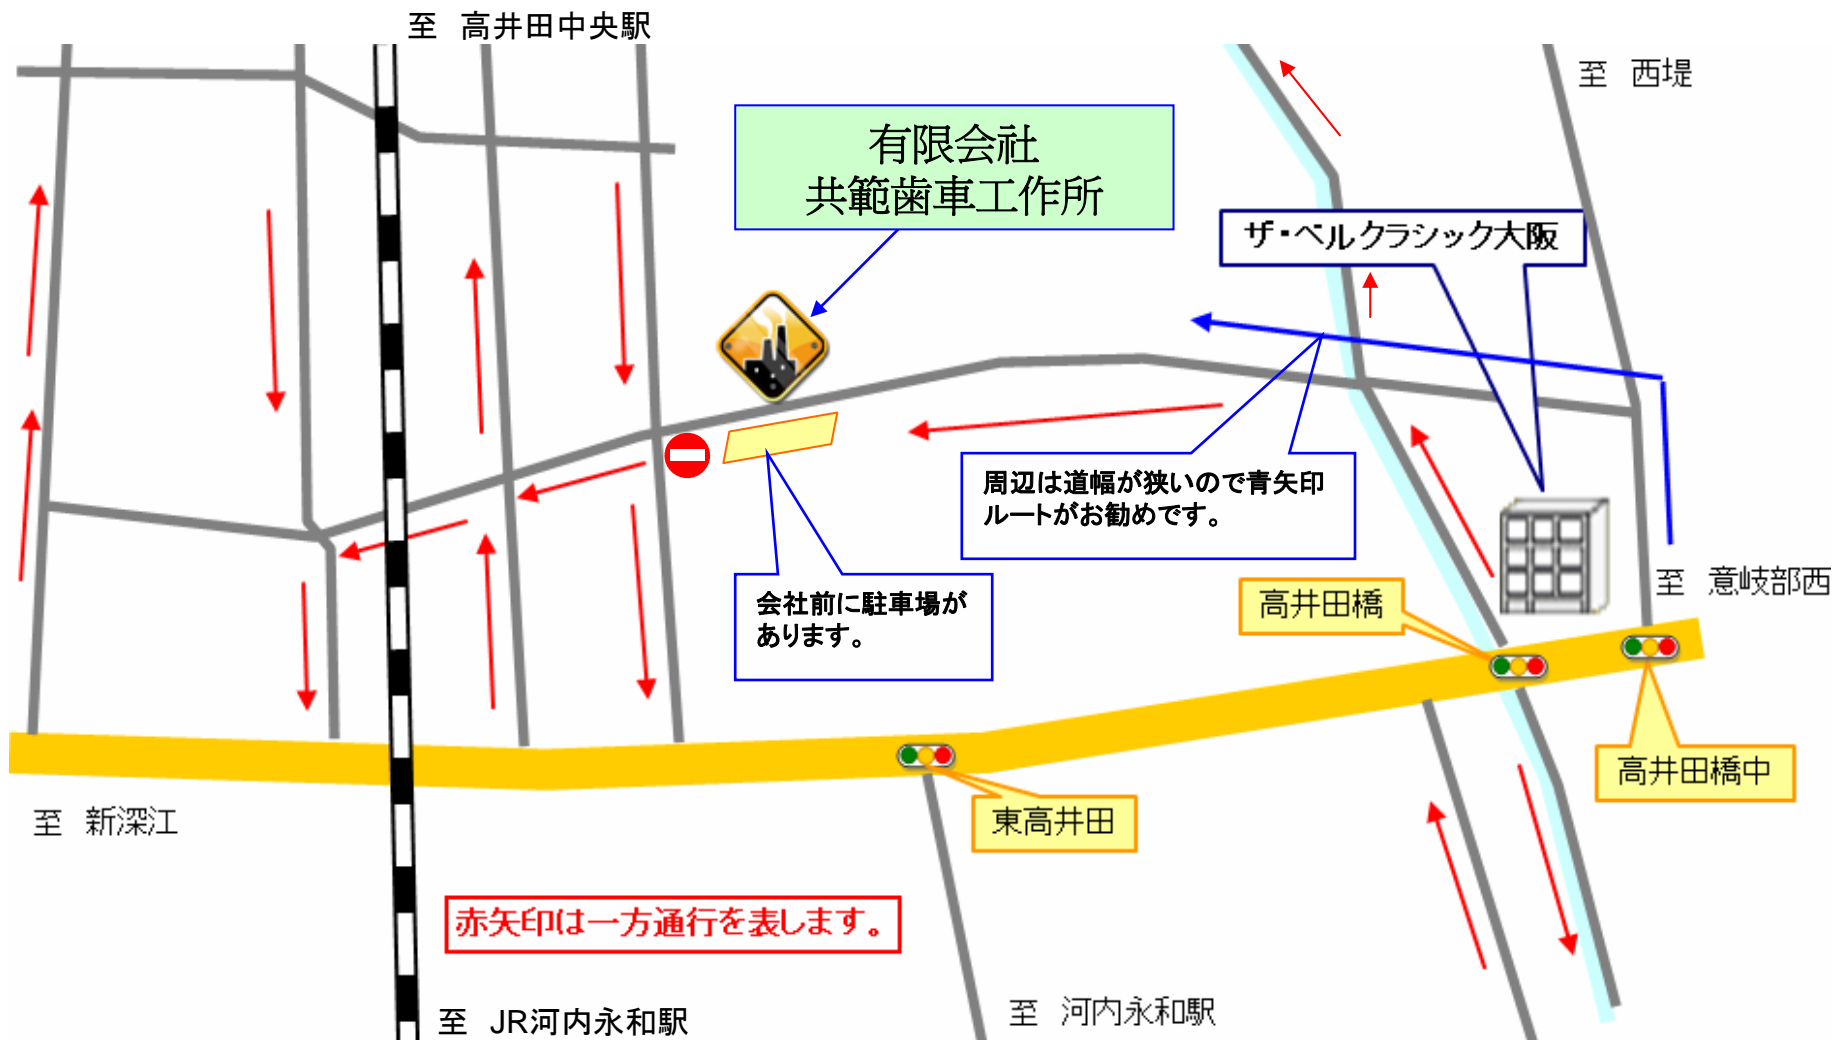 至　高井田中央駅
至　西堤
有限会社
共範歯車工作所
ザ・ベルクラシック大阪
周辺は道幅が狭いので青矢印
ルートがお勧めです。
会社前に駐車場が
あります。
至　意岐部西
高井田橋
高井田橋中
東高井田
至　新深江
赤矢印は一方通行を表します。
至　JR河内永和駅
至　河内永和駅